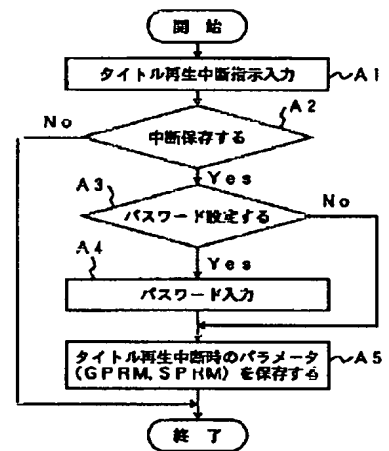 開 始
タイトル再生中断指示入力
A1
A2
No
中断保存する
Yes
A3
No
パスワード設定する
A4
Yes
パスワード入力
タイトル再生中断時のパラメータ
(GPRM, SPRM) を保存する
A5
終 了